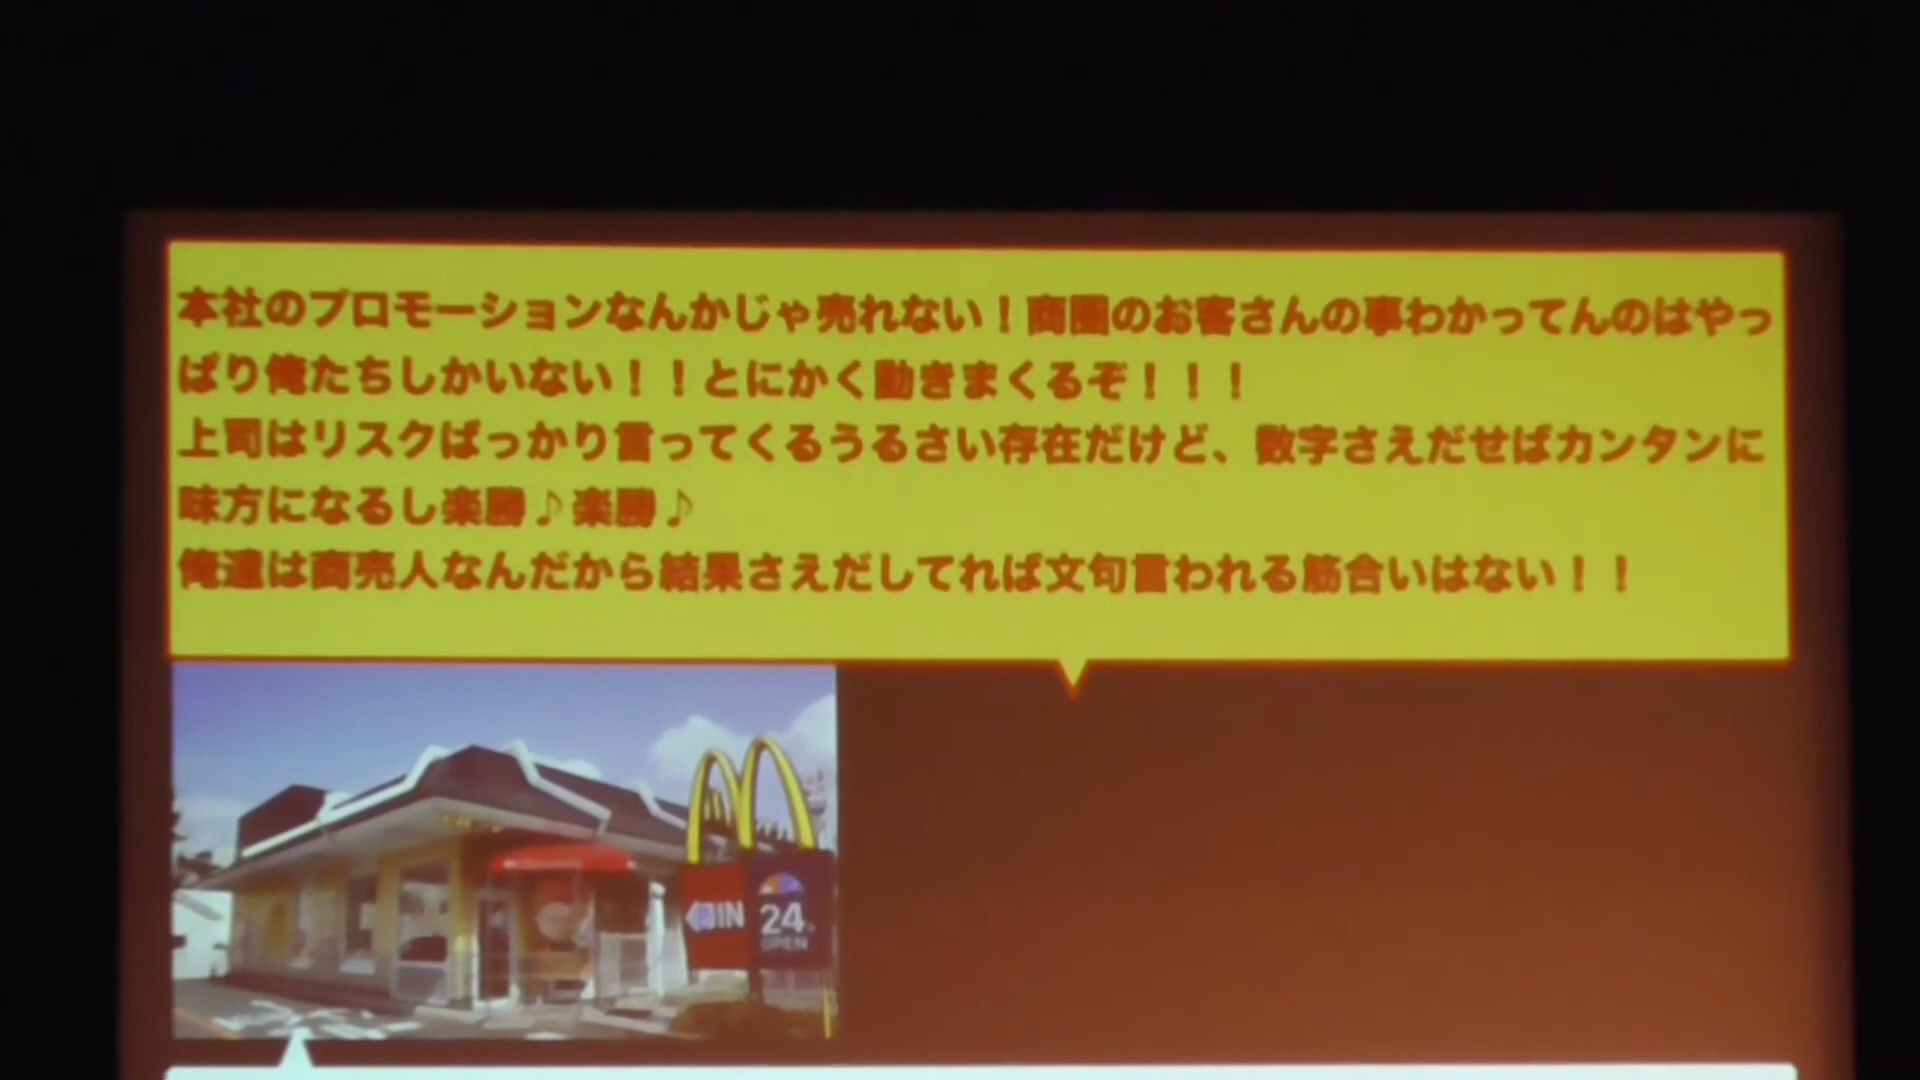 本社のプロモーションなんかじゃ売れない！商圏のお客さんの事わかってんのはやっ
ぱり俺たちしかいない！！とにかく動きまくるぞ！！！
上司はリスクばっかり言ってくるうるさい存在だけど、数字さえだせばカンタンに
味方になるし楽勝♪楽勝♪
俺達は商売人なんだから結果さえだしてれば文句言われる筋合いはない！！
IN
24
OPEN